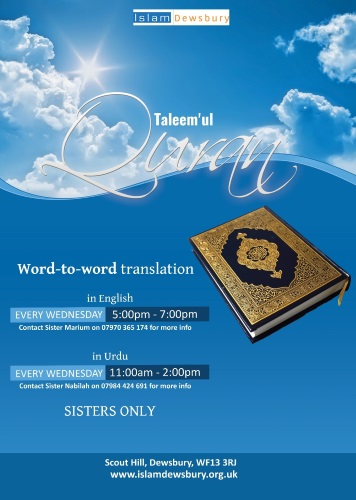 Islam Dewsbury
Taleem'ul
Quran
Word-to-word translation
in English
EVERY WEDNESDAY 5:00pm - 7:00pm
Contact Sister Marium on 07970 365 174 for more info
in Urdu
EVERY WEDNESDAY 11:00am - 2:00pm
Contact Sister Nabilah on 07984 424 691 for more info
SISTERS ONLY
Scout Hill, Dewsbury, WF13 3RJ
www.islamdewsbury.org.uk